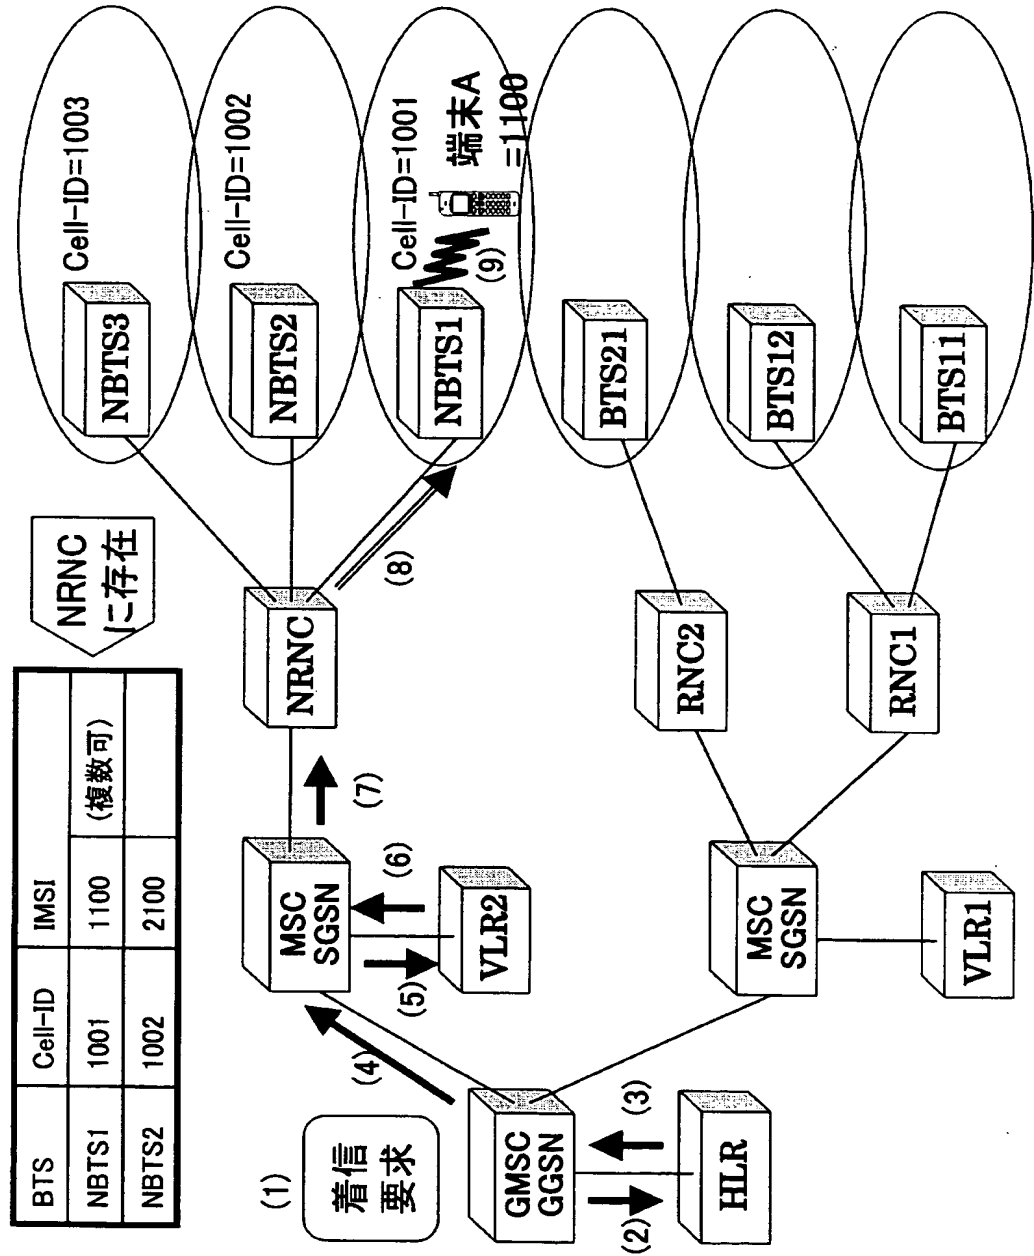 BTS Cell-ID IMSI
NBTS1 1001 1100 (複数可)
NBTS2 1002 2100
NRNC
に存在
Cell-ID=1003
NBTS3
Cell-ID=1002
NBTS2
Cell-ID=1001
NBTS1
端末A
=1100
(9)
(8)
NRNC
(7)
MSC
SGSN
(6)
(5)
VLR2
(4)
(1)
着信
要求
GMSC
GGSN
(3)
(2)
HLR
BTS21
BTS12
BTS11
RNC2
RNC1
MSC
SGSN
VLR1